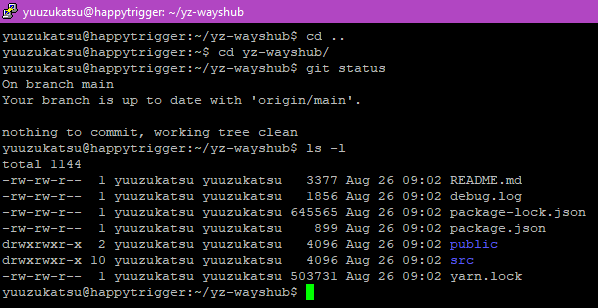 yuuzukatsu@happytrigger: ~/yz-wayshub
yuuzukatsu@happytrigger:~/yz-wayshub$ cd ..
yuuzukatsu@happytrigger:~$ cd yz-wayshub/
yuuzukatsu@happytrigger:~/yz-wayshub$ git status
On branch main
Your branch is up to date with 'origin/main'.

nothing to commit, working tree clean
yuuzukatsu@happytrigger:~/yz-wayshub$ ls -l
total 1144
-rw-rw-r--  1 yuuzukatsu yuuzukatsu   3377 Aug 26 09:02 README.md
-rw-rw-r--  1 yuuzukatsu yuuzukatsu   1856 Aug 26 09:02 debug.log
-rw-rw-r--  1 yuuzukatsu yuuzukatsu 645565 Aug 26 09:02 package-lock.json
-rw-rw-r--  1 yuuzukatsu yuuzukatsu    899 Aug 26 09:02 package.json
drwxrwxr-x  2 yuuzukatsu yuuzukatsu   4096 Aug 26 09:02 public
drwxrwxr-x 10 yuuzukatsu yuuzukatsu   4096 Aug 26 09:02 src
-rw-rw-r--  1 yuuzukatsu yuuzukatsu 503731 Aug 26 09:02 yarn.lock
yuuzukatsu@happytrigger:~/yz-wayshub$